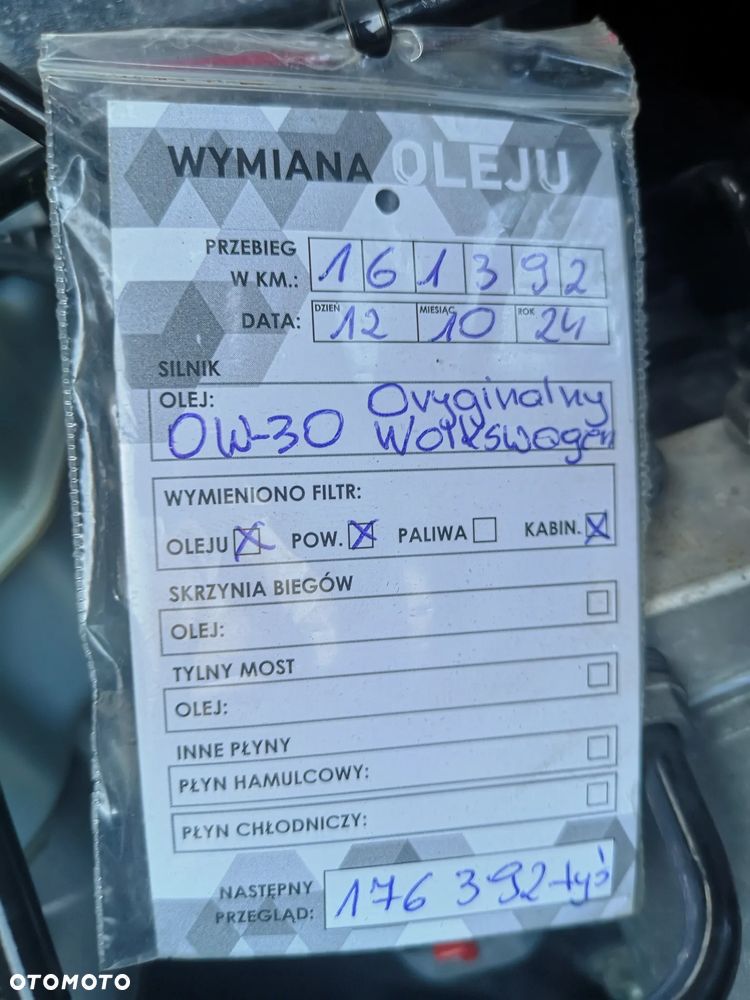 WYMIANA OLEJU
PRZEBIEG
W KM.: 161392
DATA: DZIEŃ 12 MIESIĄC 10 ROK 24
SILNIK
OLEJ: Oryginalny
0W-30 Wolkswagen
WYMIENIONO FILTR:
OLEJU X POW. X PALIWA KABIN. X
SKRZYNIA BIEGÓW
OLEJ:
TYLNY MOST
OLEJ:
INNE PŁYNY
PŁYN HAMULCOWY:
PŁYN CHŁODNICZY:
NASTĘPNY
PRZEGLĄD: 176 392 tyś
OTOMOTO